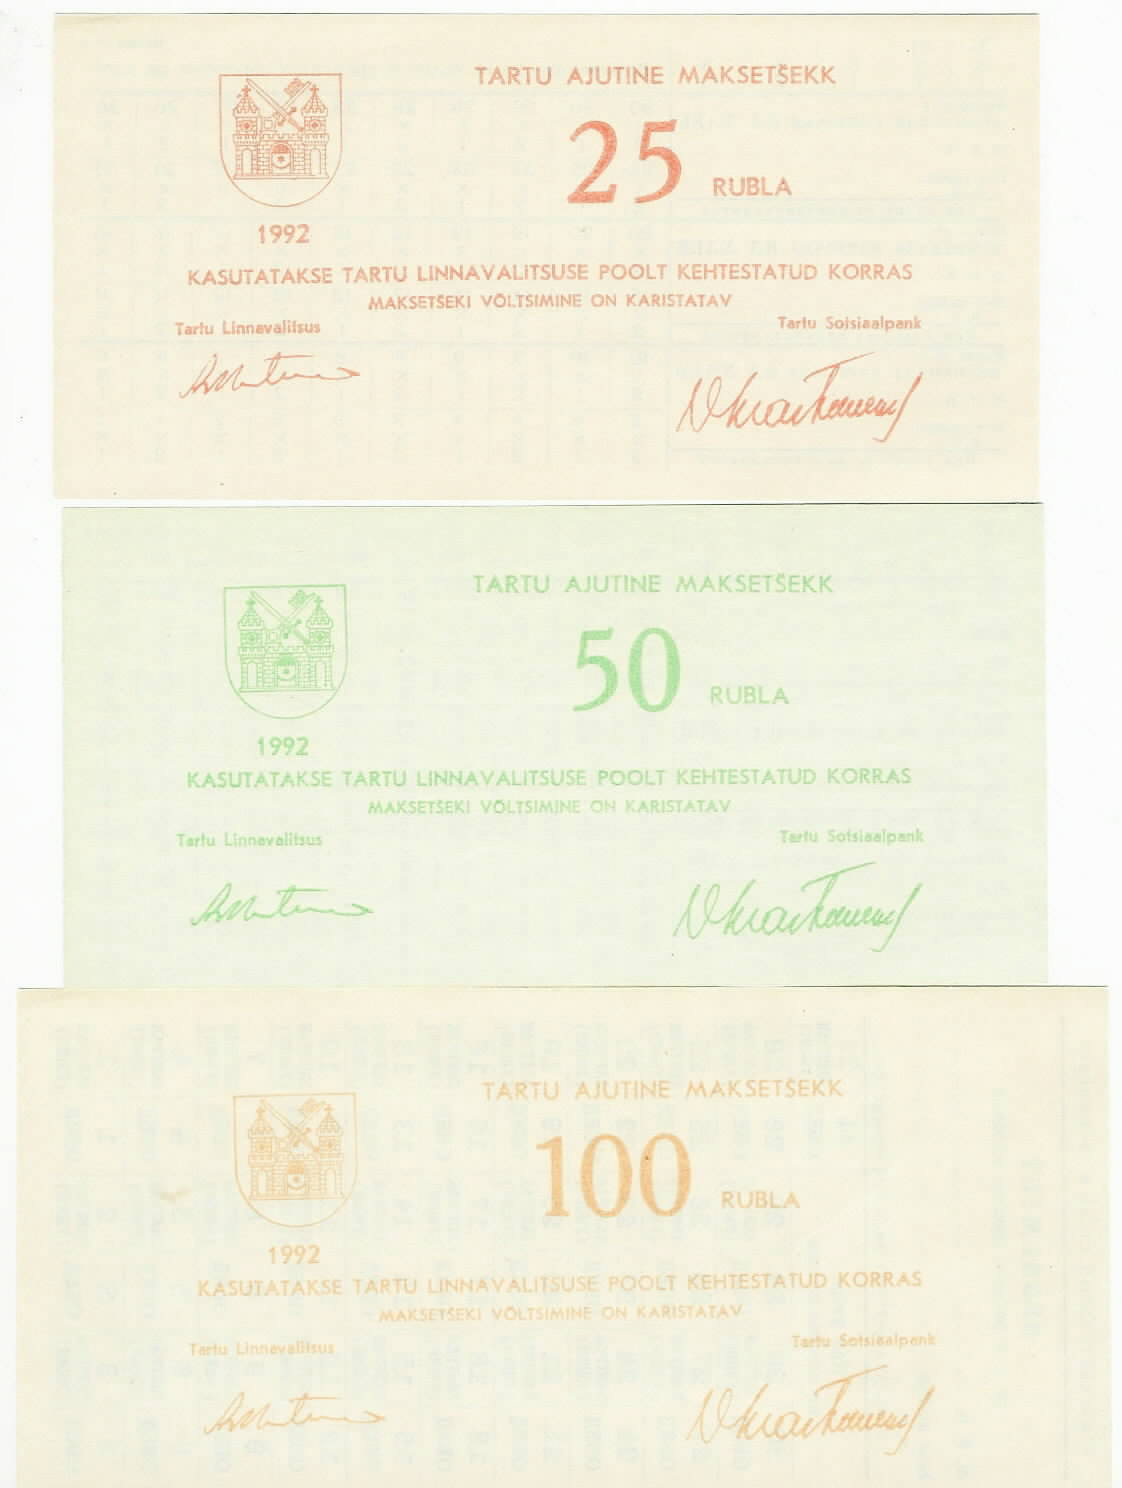 TARTU AJUTINE MAKSETŠEKK
25 RUBLA
1992
KASUTATAKSE TARTU LINNAVALITSUSE POOLT KEHTESTATUD KORRAS
MAKSETŠEKI VÕLTSIMINE ON KARISTATAV
Tartu Linnavalitsus Tartu Sotsiaalpank
TARTU AJUTINE MAKSETŠEKK
50 RUBLA
1992
KASUTATAKSE TARTU LINNAVALITSUSE POOLT KEHTESTATUD KORRAS
MAKSETŠEKI VÕLTSIMINE ON KARISTATAV
Tartu Linnavalitsus Tartu Sotsiaalpank
TARTU AJUTINE MAKSETŠEKK
100 RUBLA
1992
KASUTATAKSE TARTU LINNAVALITSUSE POOLT KEHTESTATUD KORRAS
MAKSETŠEKI VÕLTSIMINE ON KARISTATAV
Tartu Linnavalitsus Tartu Sotsiaalpank